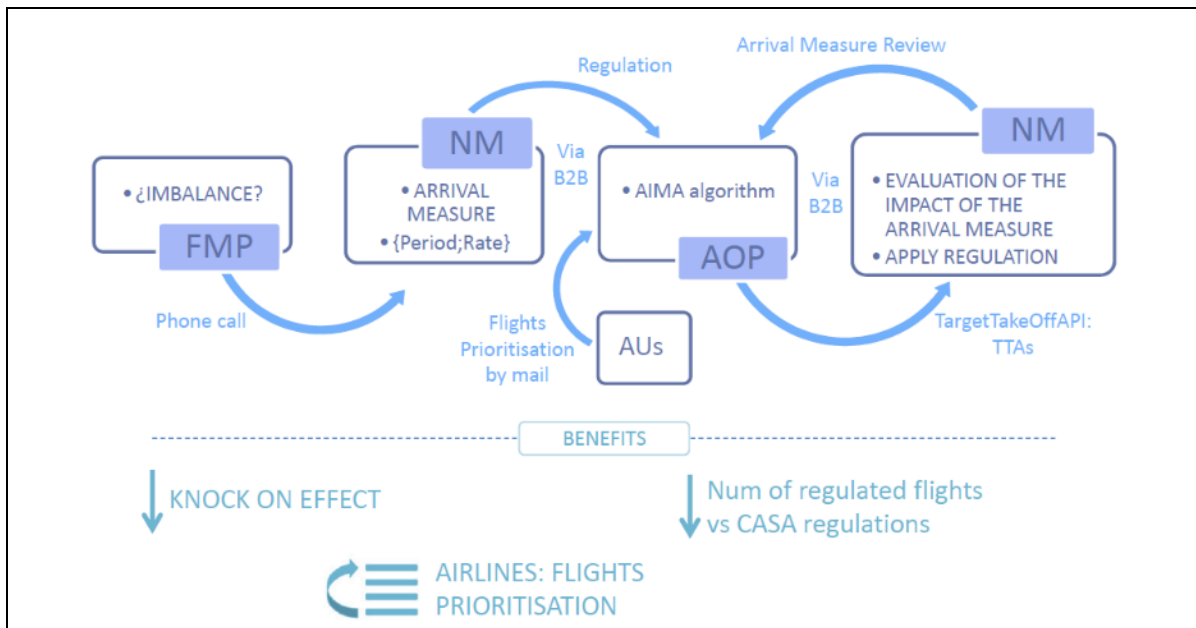 Arrival Measure Review
Regulation
NM
NM
Via
B2B
Via
B2B
• ¿IMBALANCE?
FMP
• ARRIVAL
MEASURE
• {Period;Rate}
• AIMA algorithm
AOP
• EVALUATION OF THE
IMPACT OF THE
ARRIVAL MEASURE
• APPLY REGULATION
Phone call
Flights
Prioritisation
by mail
AUs
TargetTakeOffAPI:
TTAs
BENEFITS
KNOCK ON EFFECT
Num of regulated flights
vs CASA regulations
AIRLINES: FLIGHTS
PRIORITISATION